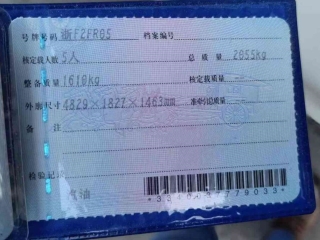 号牌号码 浙F2FR65 档案编号
核定载人数 5人 总质量 2055kg
整备质量 1610kg 核定载质量
外廓尺寸 4829×1827×1463mm 准牵引总质量
备注
检验记录
汽油